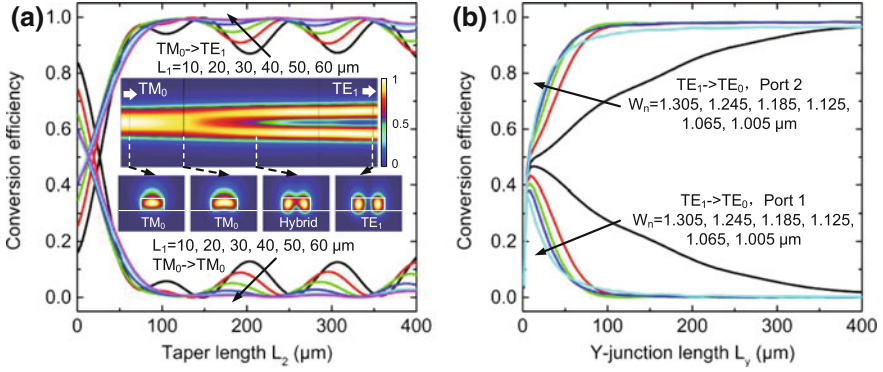 (a)
Conversion efficiency
1.0
0.8
0.6
0.4
0.2
0.0
TM₀->TE₁
L₁=10, 20, 30, 40, 50, 60 μm
TM₀
TE₁
1
0.5
0
TM₀
TM₀
Hybrid
TE₁
L₁=10, 20, 30, 40, 50, 60 μm
TM₀->TM₀
0 100 200 300 400
Taper length L₂ (μm)
(b)
Conversion efficiency
1.0
0.8
0.6
0.4
0.2
0.0
TE₁->TE₀, Port 2
Wₙ=1.305, 1.245, 1.185, 1.125,
1.065, 1.005 μm
TE₁->TE₀, Port 1
Wₙ=1.305, 1.245, 1.185, 1.125,
1.065, 1.005 μm
0 100 200 300 400
Y-junction length Lᵧ (μm)